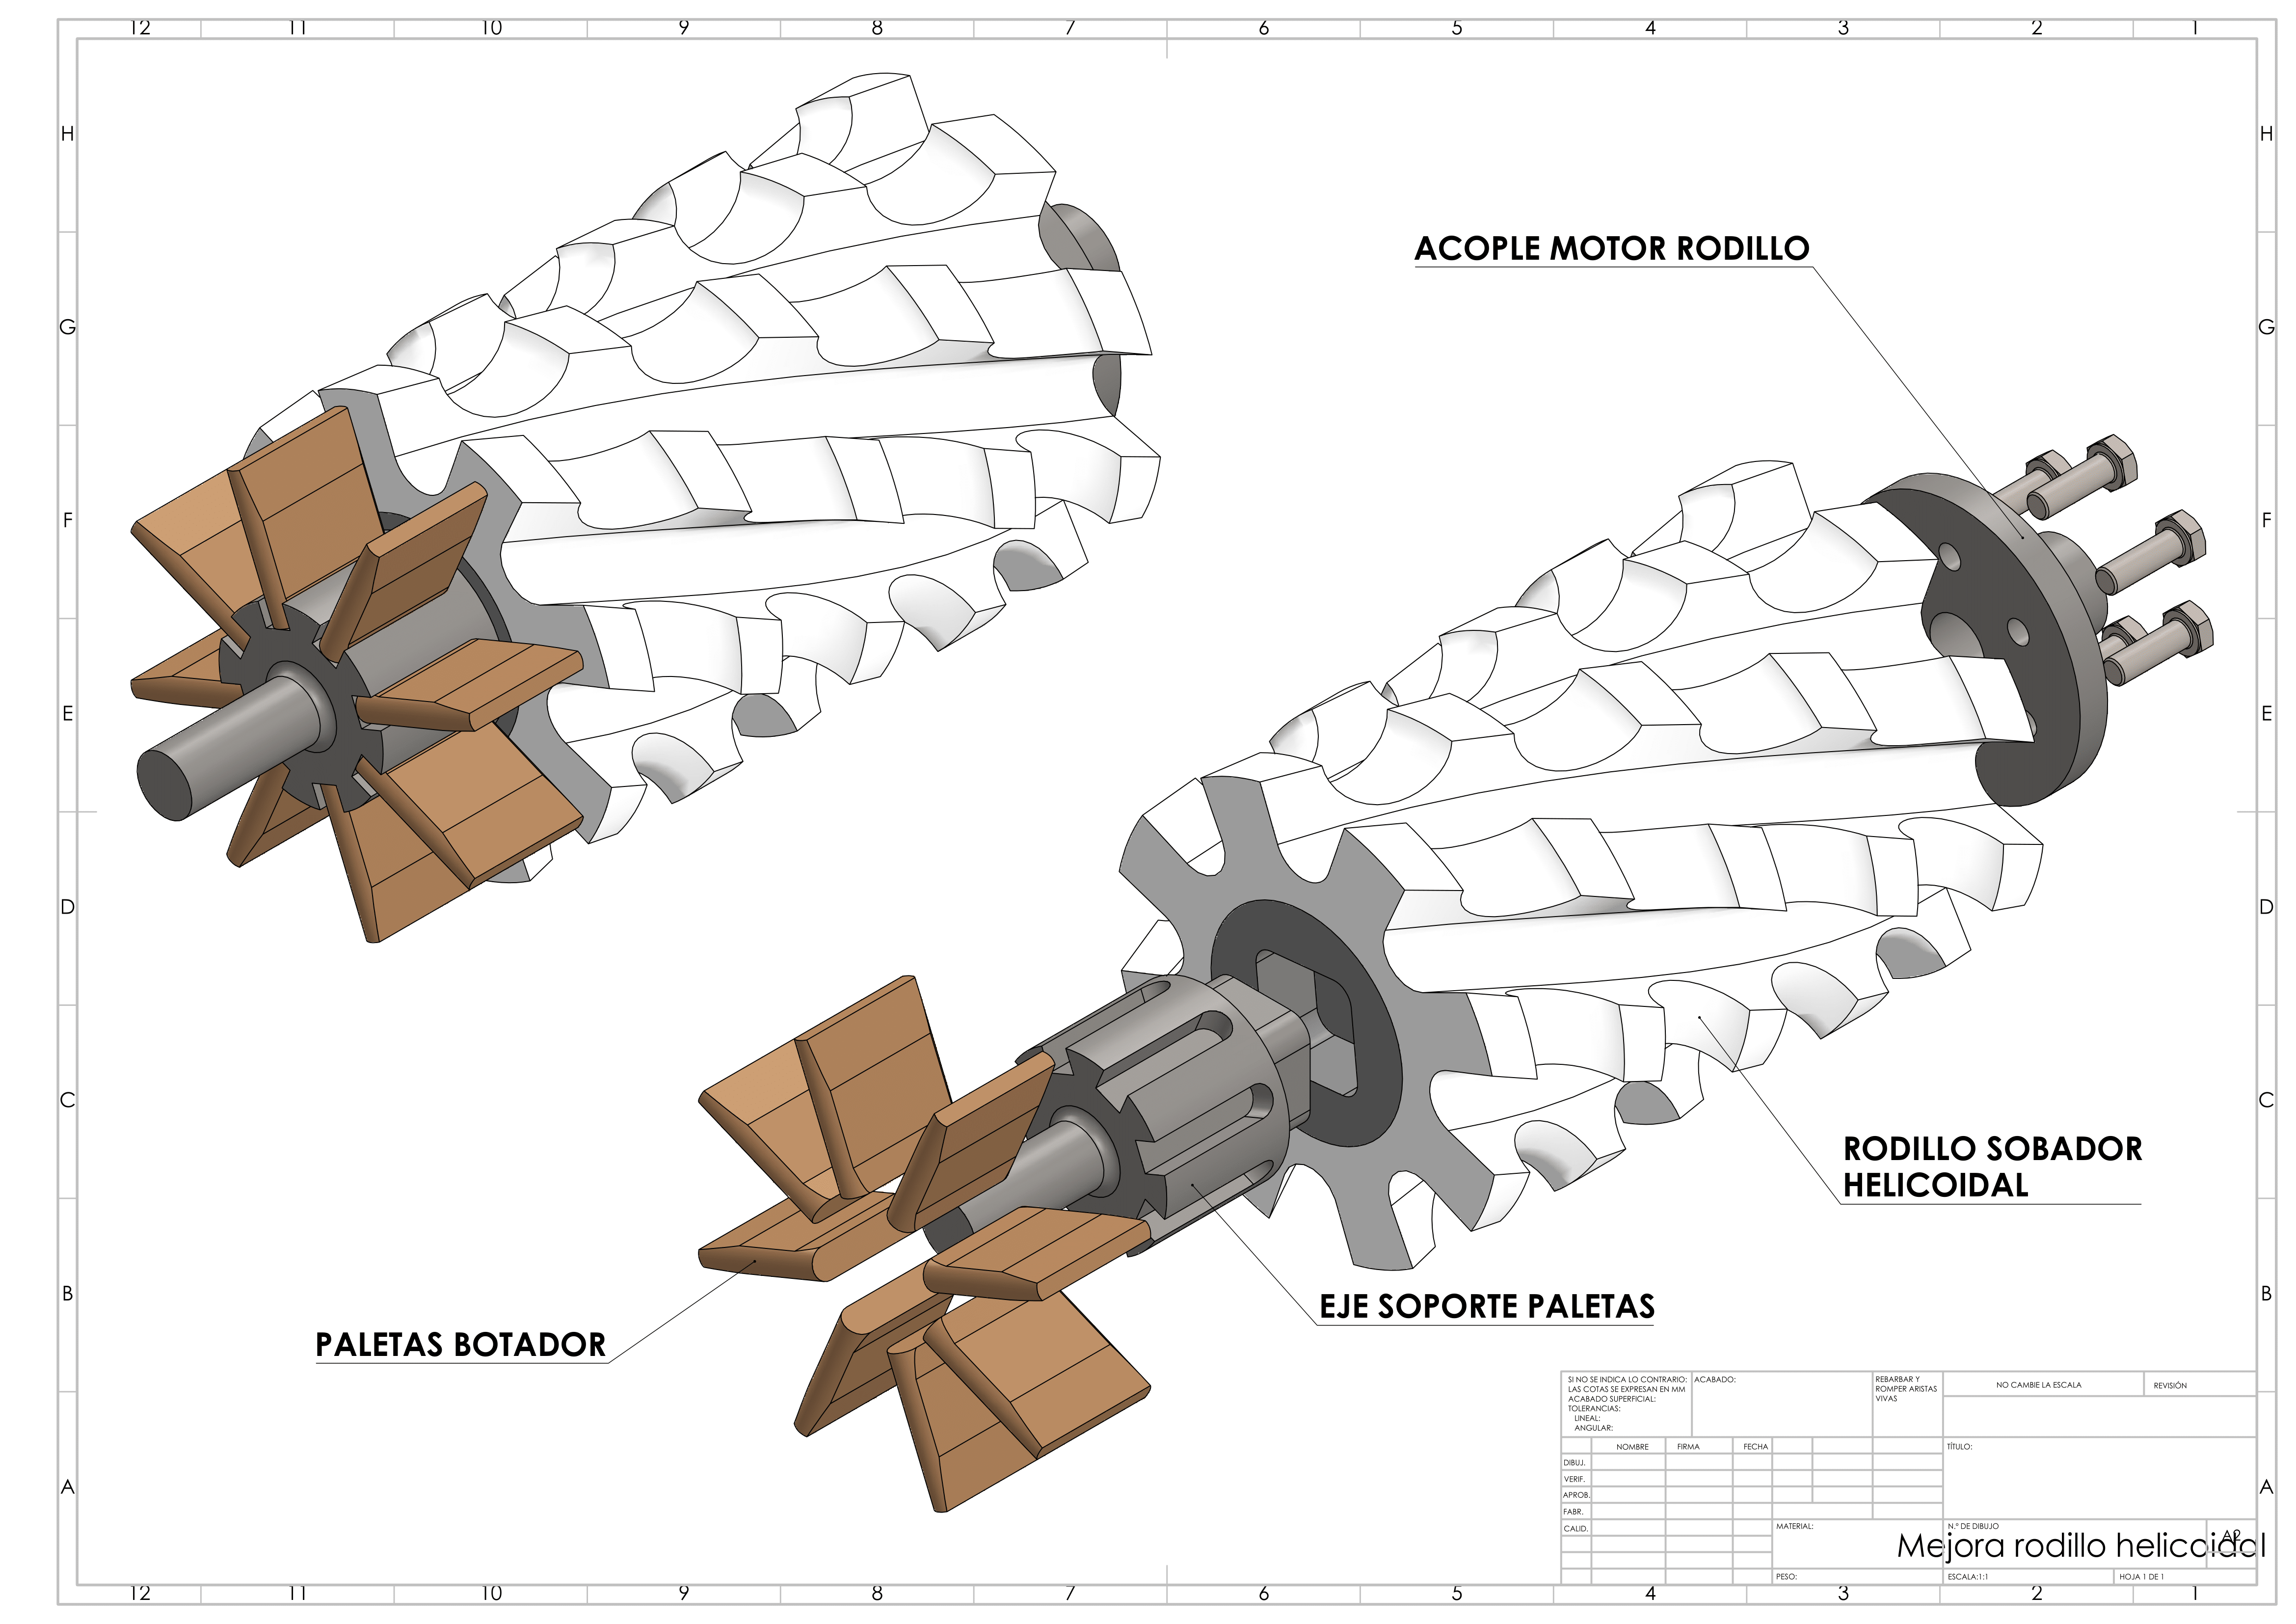 12 11 10 9 8 7 6 5 4 3 2 1
H H
ACOPLE MOTOR RODILLO
G G
F F
E E
D D
C C
RODILLO SOBADOR
HELICOIDAL
B B
EJE SOPORTE PALETAS
PALETAS BOTADOR
SI NO SE INDICA LO CONTRARIO:
LAS COTAS SE EXPRESAN EN MM
ACABADO SUPERFICIAL:
TOLERANCIAS:
LINEAL:
ANGULAR:
ACABADO:
REBARBAR Y
ROMPER ARISTAS
VIVAS
NO CAMBIE LA ESCALA
REVISIÓN
NOMBRE FIRMA FECHA
TÍTULO:
DIBUJ.
VERIF.
APROB.
FABR.
CALID.
A A
MATERIAL:
N.º DE DIBUJO
Mejora rodillo helicoidal
A2
PESO:
ESCALA:1:1
HOJA 1 DE 1
12 11 10 9 8 7 6 5 4 3 2 1